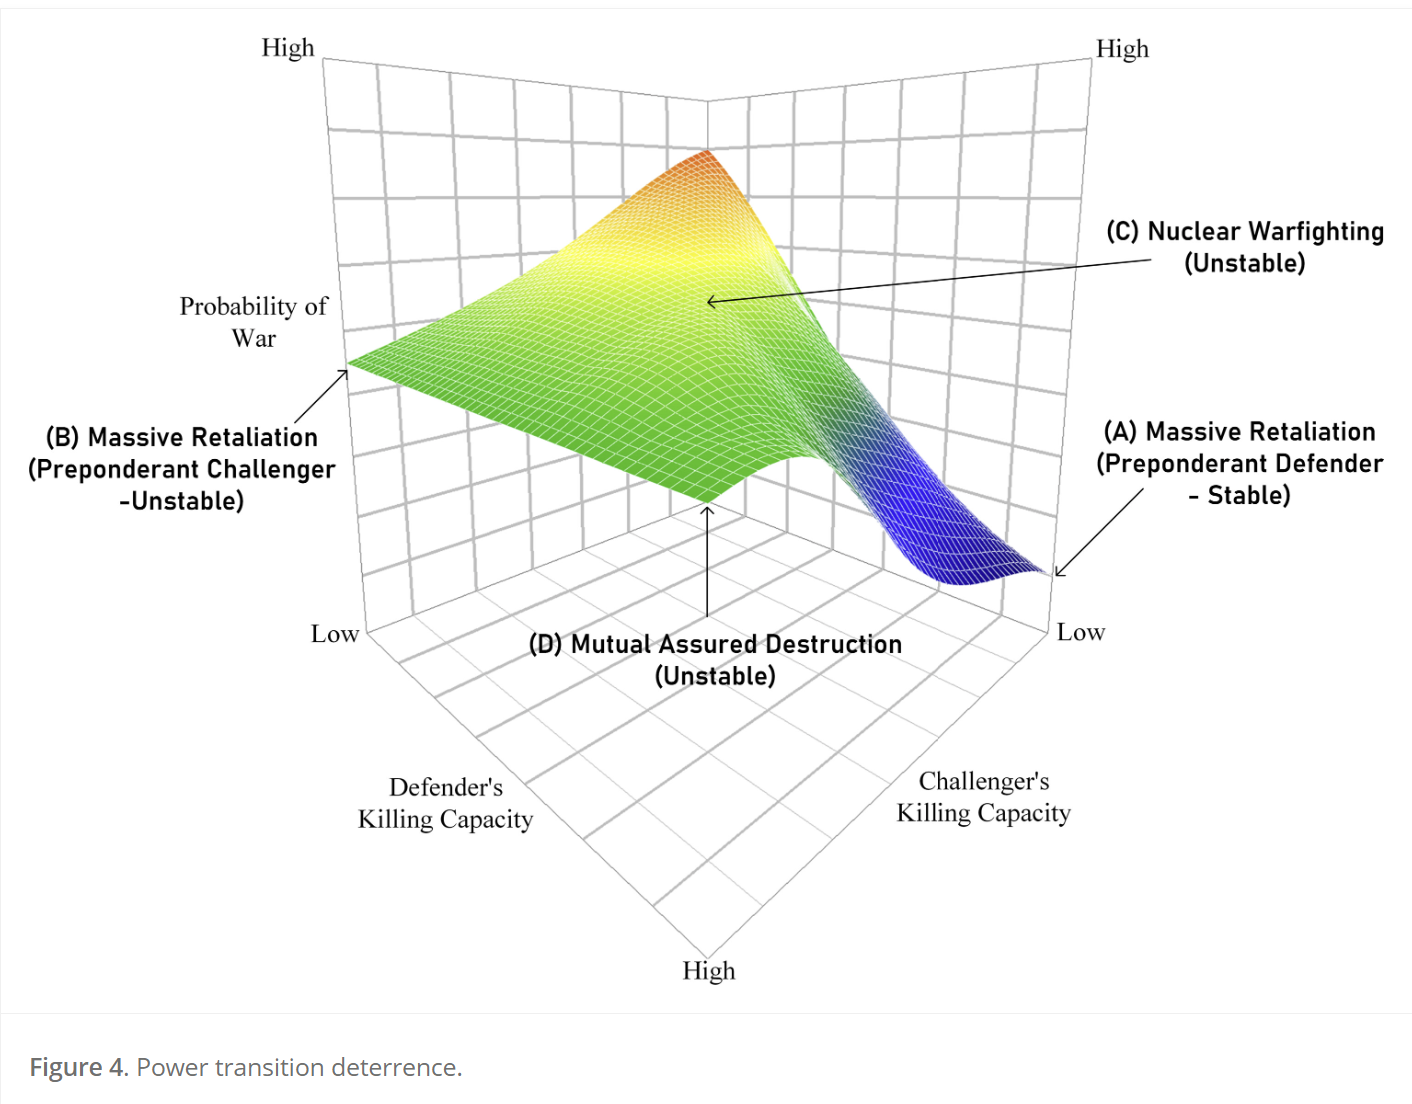 High
High
(C) Nuclear Warfighting
(Unstable)
Probability of
War
(B) Massive Retaliation
(Preponderant Challenger
-Unstable)
(A) Massive Retaliation
(Preponderant Defender
- Stable)
Low
Low
(D) Mutual Assured Destruction
(Unstable)
Defender's
Killing Capacity
Challenger's
Killing Capacity
High
Figure 4. Power transition deterrence.